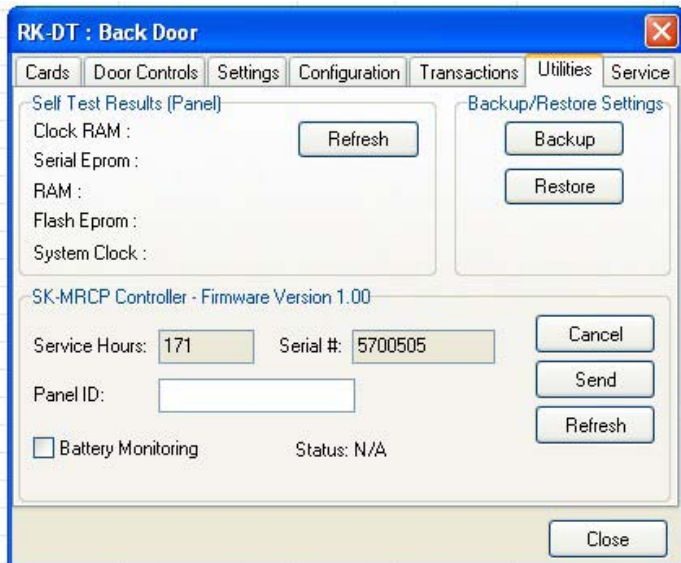 RK-DT : Back Door
Cards Door Controls Settings Configuration Transactions Utilities Service
Self Test Results (Panel)
Clock RAM :
Serial Eprom :
RAM :
Flash Eprom :
System Clock :
Refresh
Backup/Restore Settings
Backup
Restore
SK-MRCP Controller - Firmware Version 1.00
Service Hours: 171 Serial #: 5700505
Panel ID:
Battery Monitoring Status: N/A
Cancel
Send
Refresh
Close